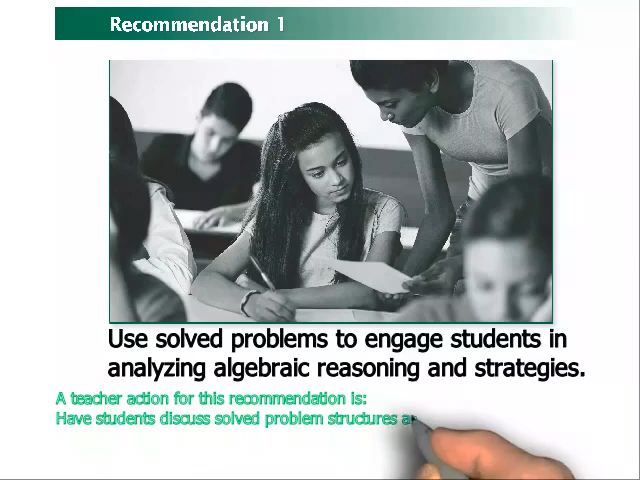 Recommendation 1
Use solved problems to engage students in
analyzing algebraic reasoning and strategies.
A teacher action for this recommendation is:
Have students discuss solved problem structures a